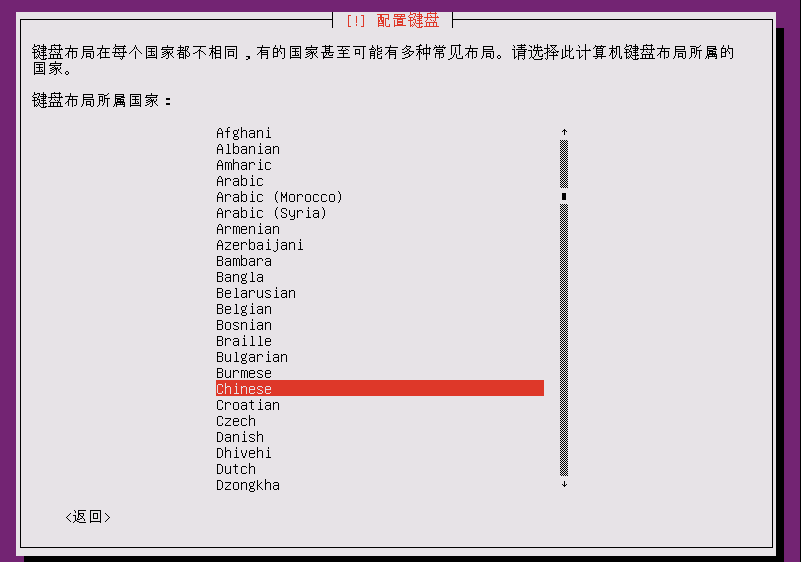 [!] 配置键盘
键盘布局在每个国家都不相同，有的国家甚至可能有多种常见布局。请选择此计算机键盘布局所属的
国家。
键盘布局所属国家：
Afghani
Albanian
Amharic
Arabic
Arabic (Morocco)
Arabic (Syria)
Armenian
Azerbaijani
Bambara
Bangla
Belarusian
Belgian
Bosnian
Braille
Bulgarian
Burmese
Chinese
Croatian
Czech
Danish
Dhivehi
Dutch
Dzongkha
<返回>